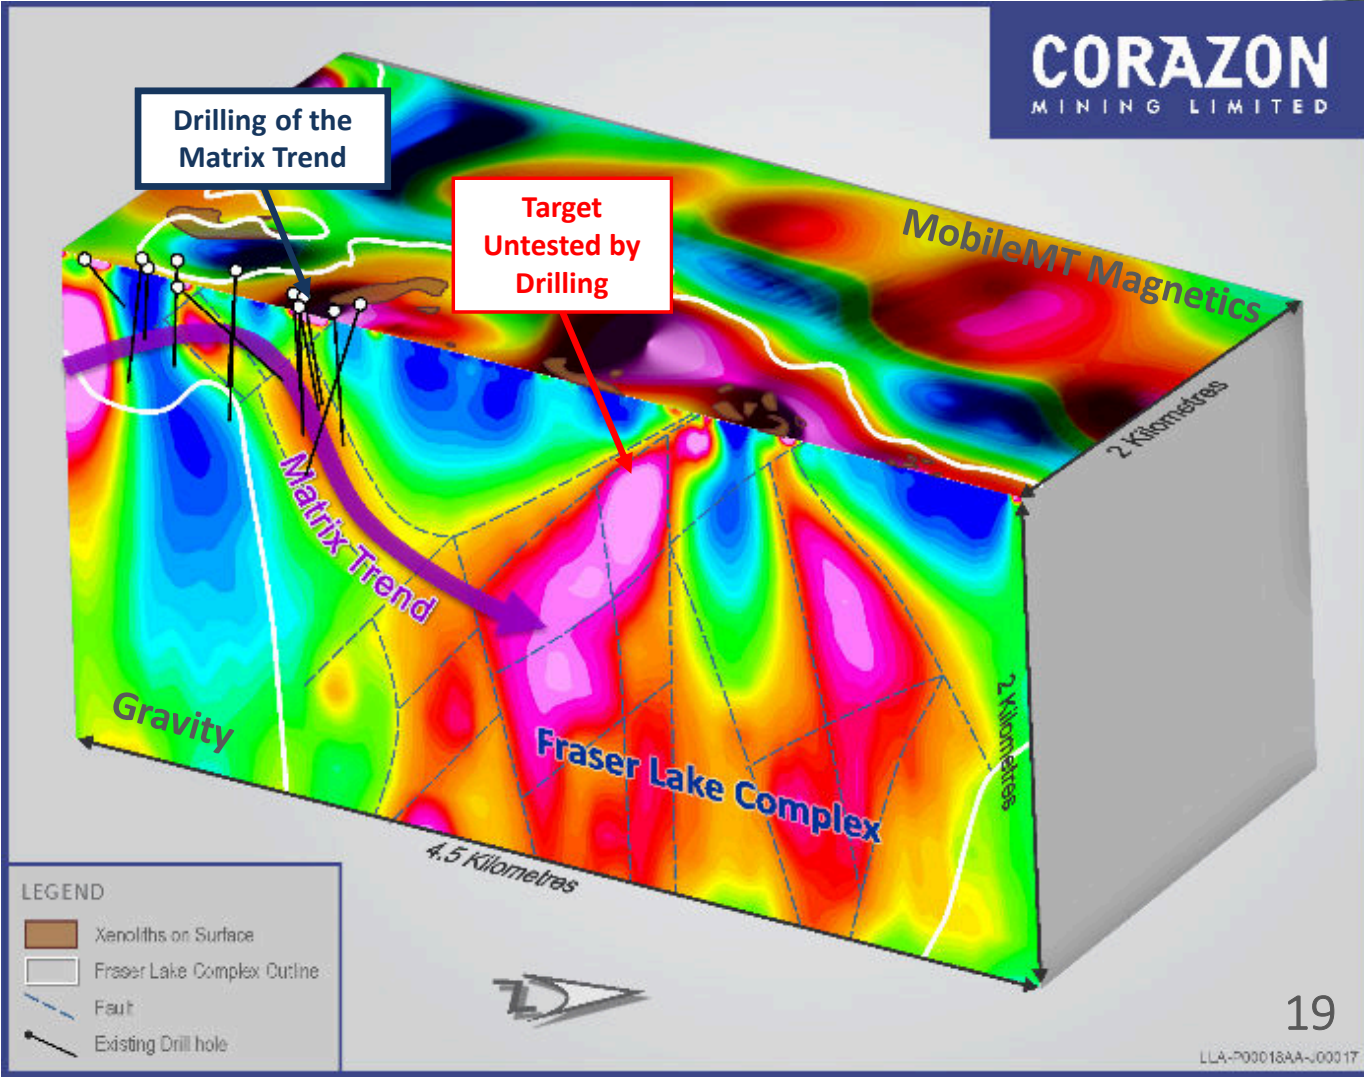 CORAZON
MINING LIMITED
Drilling of the
Matrix Trend
Target
Untested by
Drilling
MobileMT Magnetics
2 Kilometres
Matrix Trend
Gravity
2 Kilometres
Fraser Lake Complex
4.5 Kilometres
LEGEND
Xenoliths on Surface
Fraser Lake Complex Outline
Fault
Existing Drill hole
Z
19
LLA-P00018AA-J00017